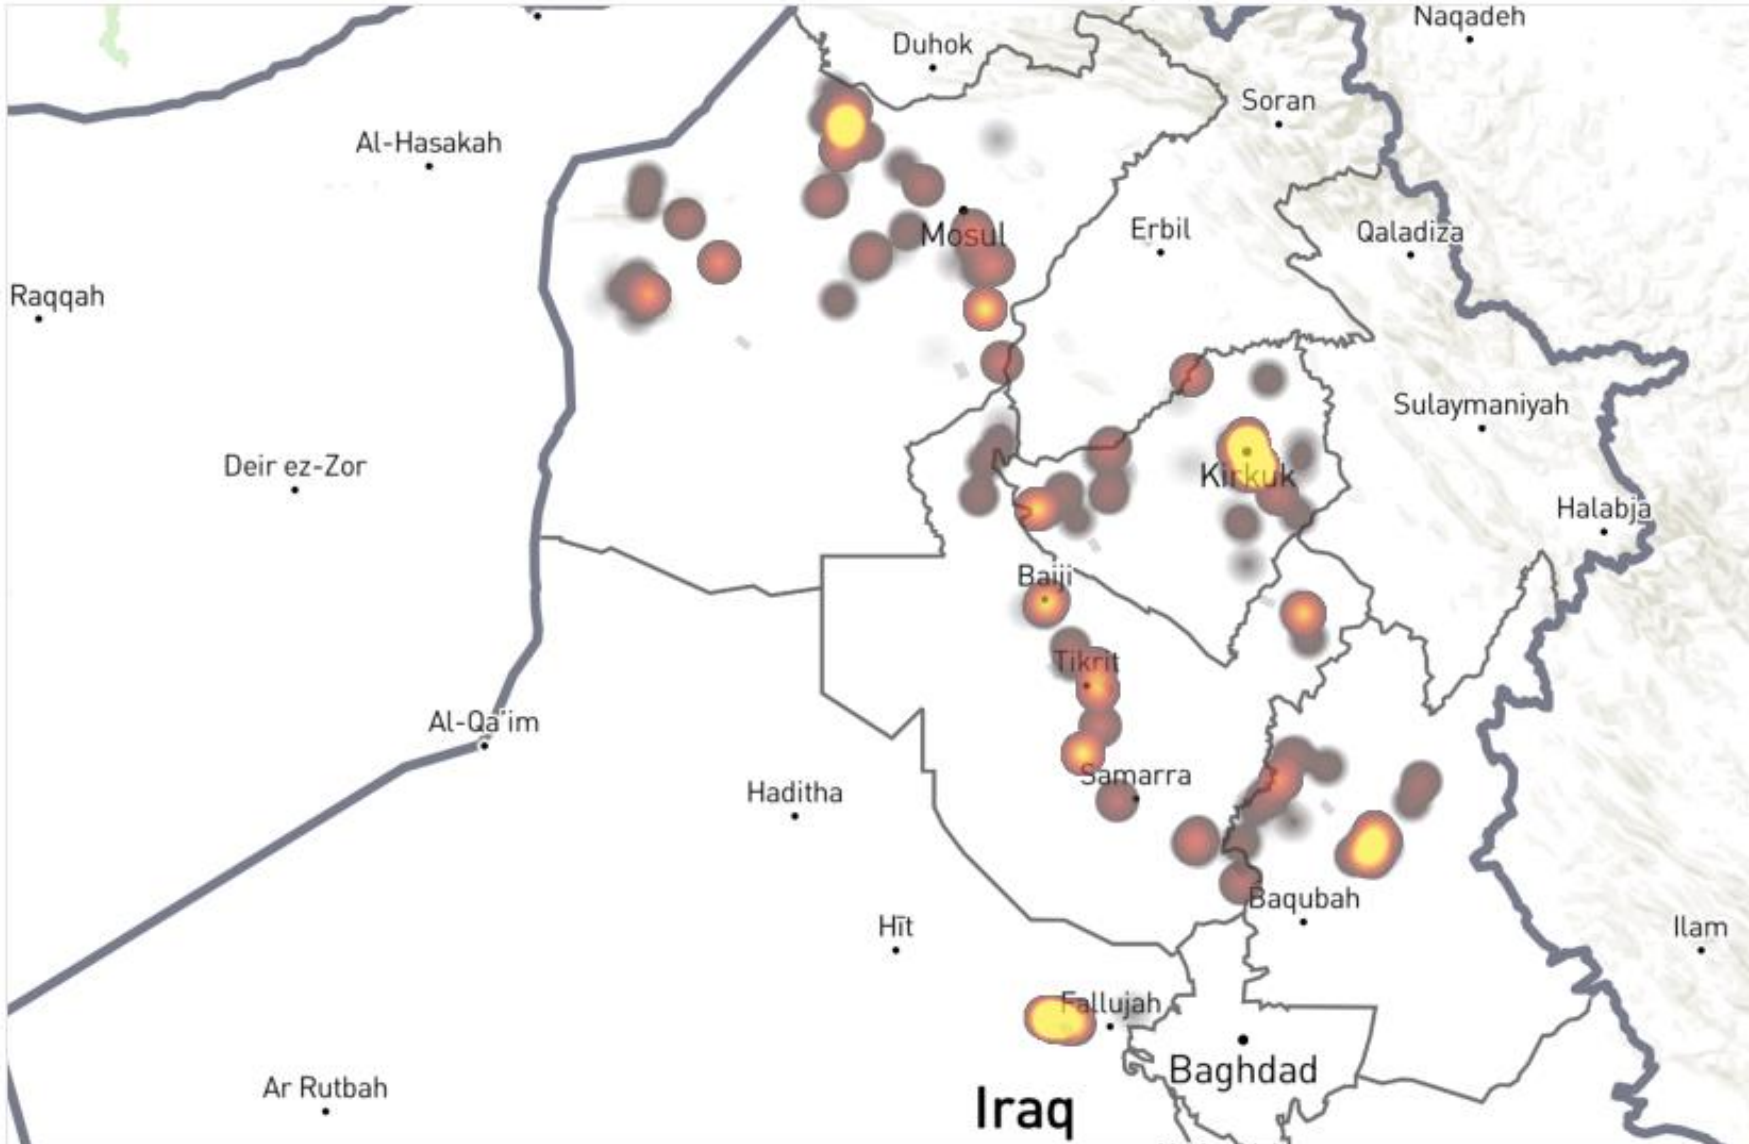 Naqadeh
Duhok
Soran
Al-Hasakah
Mosul
Erbil
Qaladiza
Raqqah
Sulaymaniyah
Deir ez-Zor
Kirkuk
Halabja
Baiji
Tikrit
Al-Qa'im
Samarra
Haditha
Baqubah
Hīt
Ilam
Fallujah
Baghdad
Ar Rutbah
Iraq